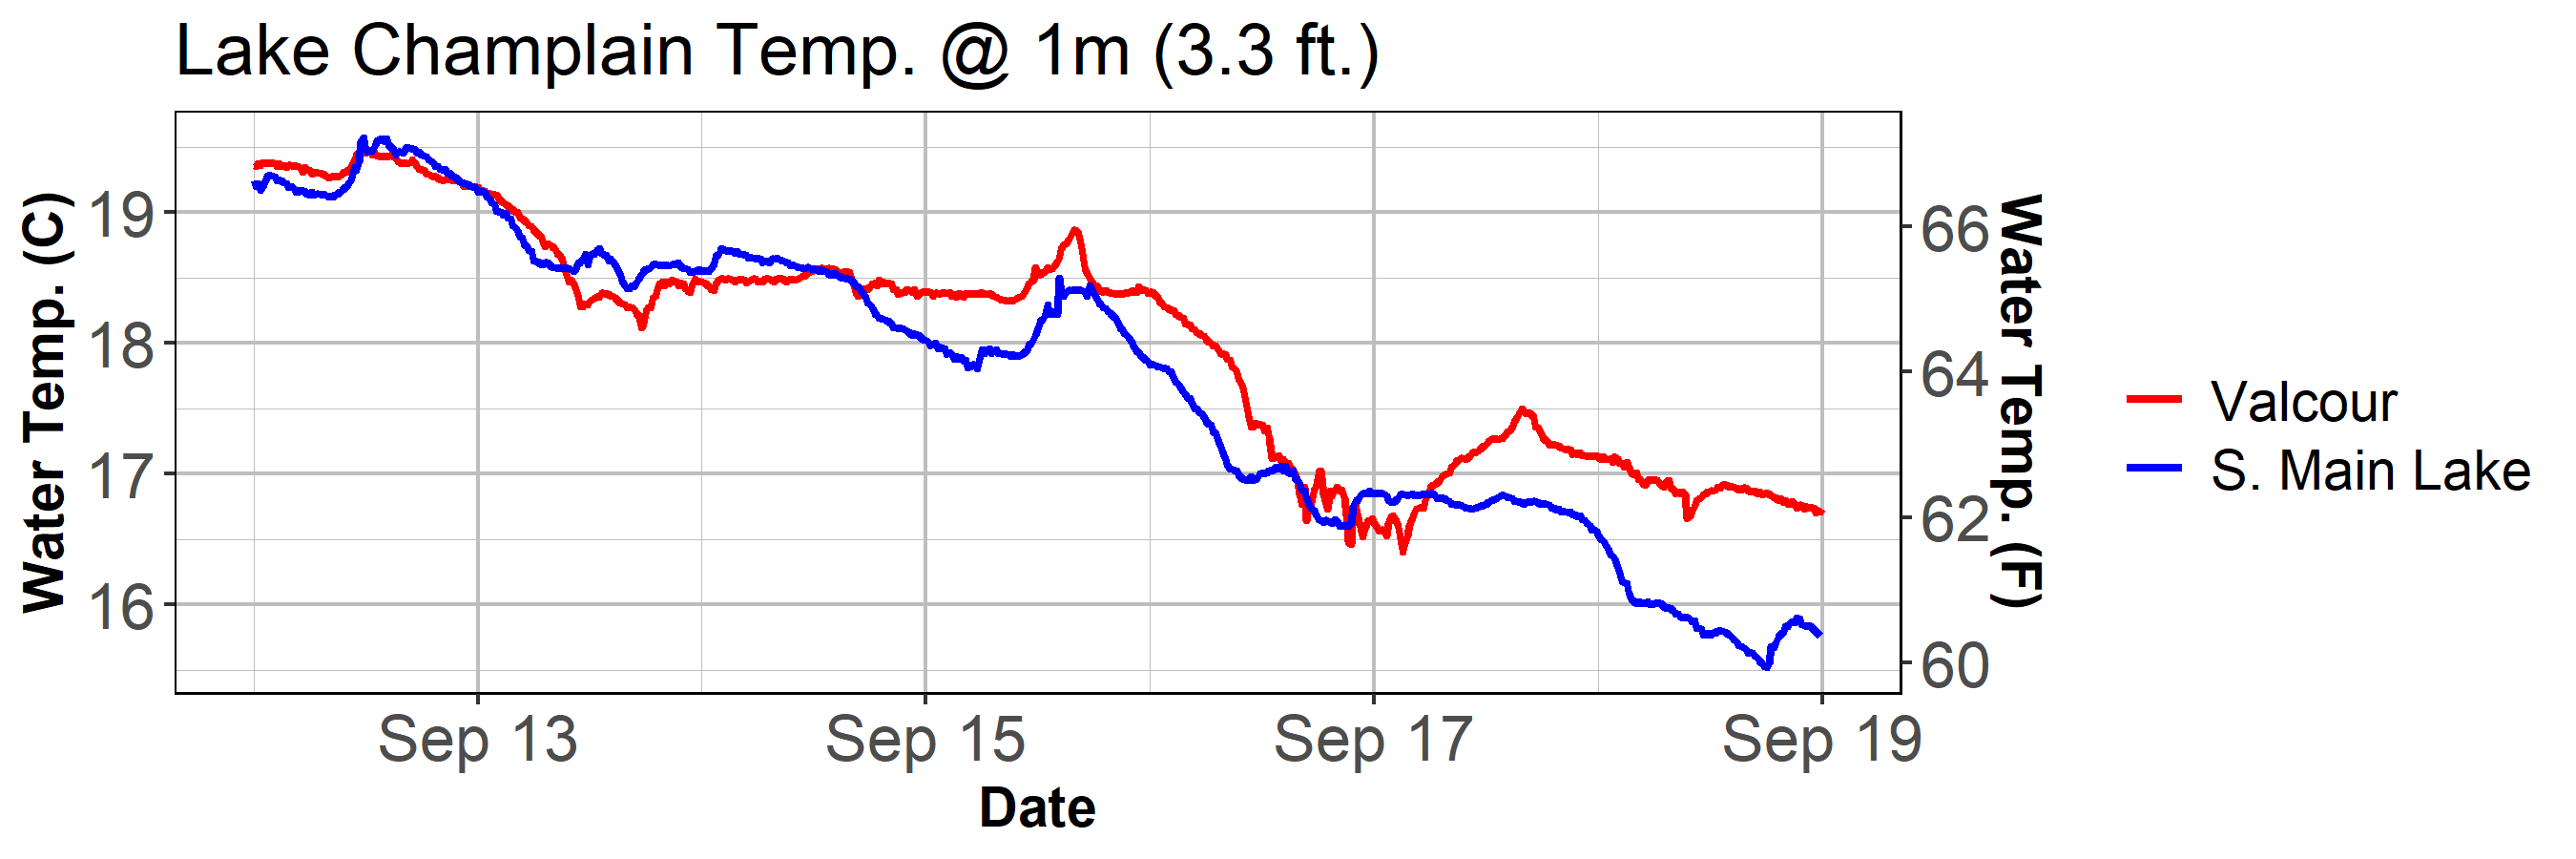 Lake Champlain Temp. @ 1m (3.3 ft.)
Water Temp. (C)
19
18
17
16
66
64
62
60
Water Temp. (F)
Sep 13
Sep 15
Sep 17
Sep 19
Date
Valcour
S. Main Lake